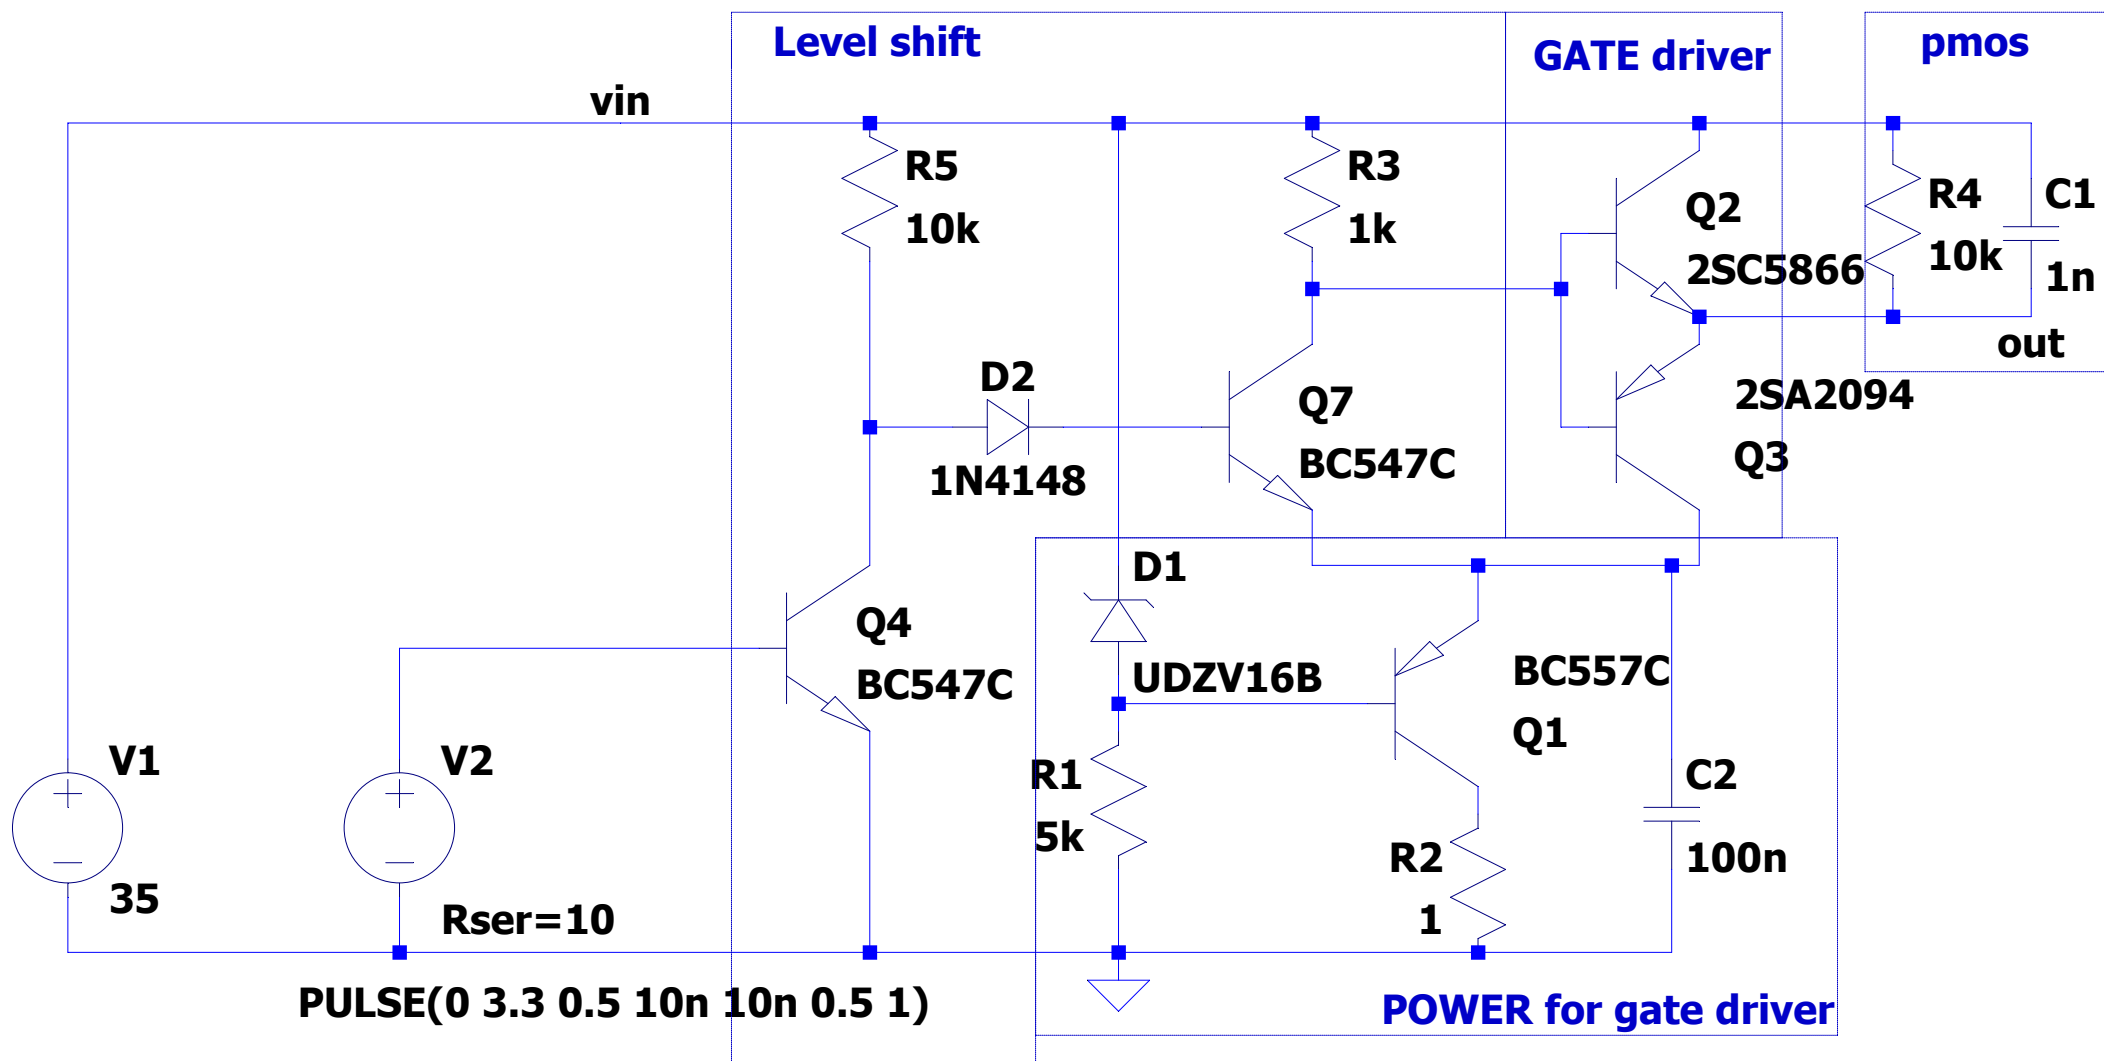 Level shift
GATE driver
pmos
vin
R5
10k
R3
1k
Q2
2SC5866
R4
10k
C1
1n
out
D2
1N4148
Q7
BC547C
2SA2094
Q3
D1
UDZV16B
Q4
BC547C
BC557C
Q1
V1
35
V2
Rser=10
R1
5k
R2
1
C2
100n
PULSE(0 3.3 0.5 10n 10n 0.5 1)
POWER for gate driver